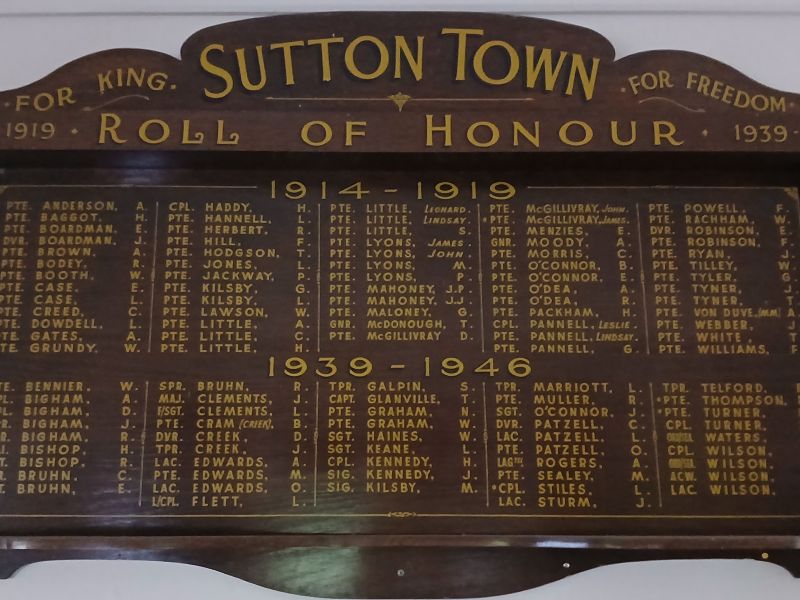 SUTTON TOWN
FOR KING. FOR FREEDOM
1919 · ROLL OF HONOUR · 1939-
1914 - 1919
PTE. ANDERSON, A.
PTE. BAGGOT, H.
PTE. BOARDMAN, E.
DVR. BOARDMAN, J.
PTE. BROWN, A.
PTE. BODEY, R.
PTE. BOOTH, W.
PTE. CASE, E.
PTE. CASE, L.
PTE. CREED, C.
PTE. DOWDELL, L.
PTE. GATES, A.
PTE. GRUNDY, W.
CPL. HADDY, H.
PTE. HANNELL, L.
PTE. HERBERT, R.
PTE. HILL, F.
PTE. HODGSON, T.
PTE. JONES, L.
PTE. JACKWAY, P.
PTE. KILSBY, G.
PTE. KILSBY, L.
PTE. LAWSON, W.
PTE. LITTLE, A.
PTE. LITTLE, C.
PTE. LITTLE, H.
PTE. LITTLE, LEONARD.
PTE. LITTLE, LINDSAY.
PTE. LITTLE, S.
PTE. LYONS, JAMES.
PTE. LYONS, JOHN
PTE. LYONS, M.
PTE. LYONS, P.
PTE. MAHONEY, J.P.
PTE. MAHONEY, J.J.
PTE. MALONEY, G.
GNR. McDONOUGH, T.
PTE. McGILLIVRAY D.
PTE. McGILLIVRAY, JOHN.
PTE. McGILLIVRAY, JAMES.
PTE. MENZIES, E.
GNR. MOODY, A.
PTE. MORRIS, C.
PTE. O'CONNOR, B.
PTE. O'CONNOR, E.
PTE. O'DEA, A.
PTE. O'DEA, R.
PTE. PACKHAM, H.
CPL. PANNELL, LESLIE.
PTE. PANNELL, LINDSAY.
PTE. PANNELL, G.
PTE. POWELL, F.
PTE. RACHHAM, W.
DVR. ROBINSON, E.
PTE. ROBINSON, F.
PTE. RYAN, J.
PTE. TILLEY, W.
PTE. TYLER, J.
PTE. TYNER, J.
PTE. TYNER, T.
PTE. VON DUVE, (MM) A.
PTE. WEBBER, J.
PTE. WHITE, T.
PTE. WILLIAMS, F.
1939 - 1946
BENNIER, W.
BIGHAM, A.
BIGHAM, D.
BIGHAM, J.
BIGHAM, R.
BISHOP, H.
BISHOP, R.
BRUHN, C.
BRUHN, E.
SPR. BRUHN, R.
MAJ. CLEMENTS, J.
F/SGT. CLEMENTS, L.
PTE. CRAM (CREEK), B.
DVR. CREEK, D.
TPR. CREEK, J.
LAC. EDWARDS, A.
LAC. EDWARDS, O.
L/CPL. FLETT, L.
TPR. GALPIN, S.
CAPT. GLANVILLE, T.
PTE. GRAHAM, N.
PTE. GRAHAM, W.
SGT. HAINES, W.
SGT. KEANE, L.
CPL. KENNEDY, H.
SIG. KENNEDY, J.
SIG. KILSBY, M.
TPR. MARRIOTT, L.
PTE. MULLER, R.
SGT. O'CONNOR, J.
DVR. PATZELL, C.
LAC. PATZELL, L.
PTE. PATZELL, O.
ROGERS, A.
PTE. SEALEY, M.
CPL. STILES, L.
LAC. STURM, J.
TPR. TELFORD,
PTE. THOMPSON,
PTE. TURNER,
CPL. TURNER,
WATERS,
CPL. WILSON,
WILSON,
ACW. WILSON,
LAC. WILSON,